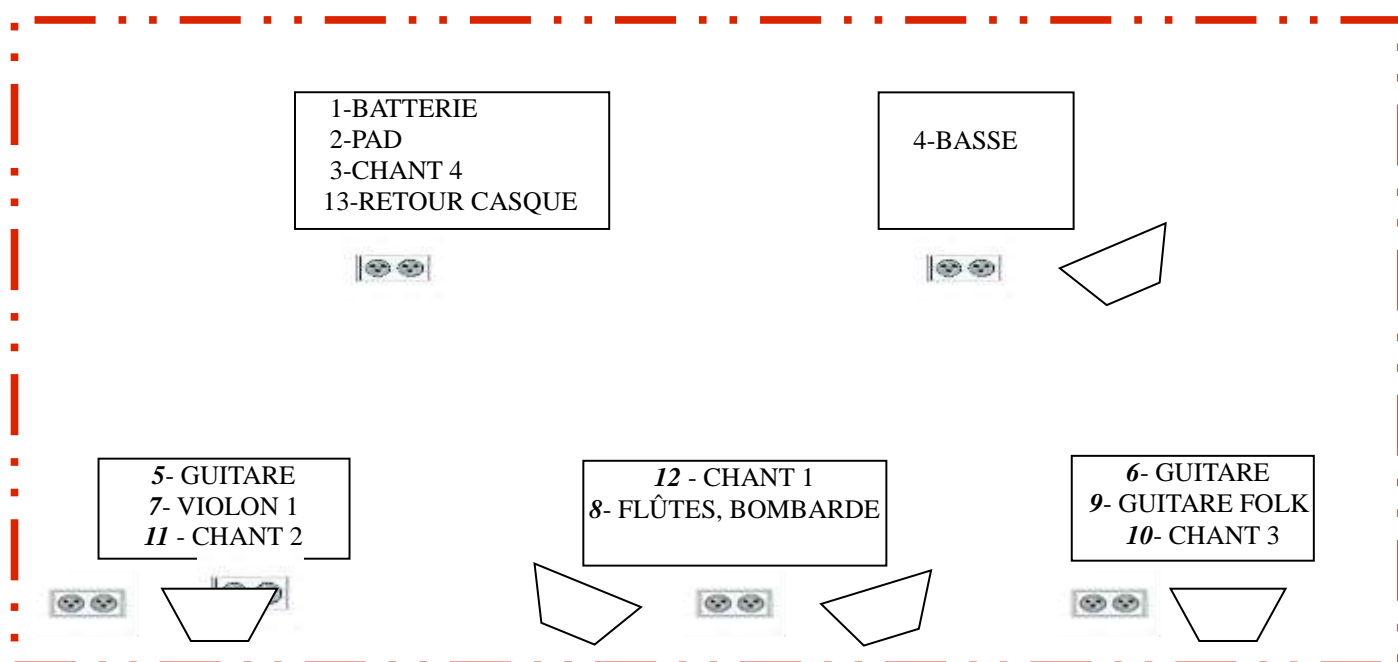 1-BATTERIE
2-PAD
3-CHANT 4
13-RETOUR CASQUE
4-BASSE
5- GUITARE
7- VIOLON 1
11 - CHANT 2
12 - CHANT 1
8- FLÛTES, BOMBARDE
6- GUITARE
9- GUITARE FOLK
10- CHANT 3